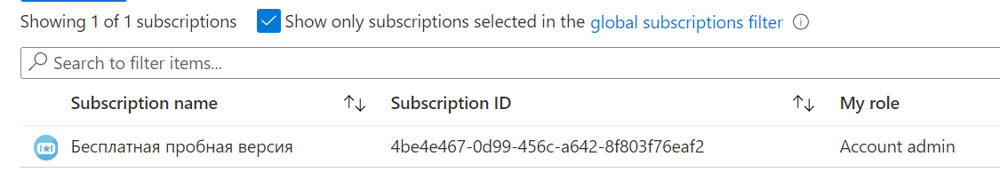 Showing 1 of 1 subscriptions Show only subscriptions selected in the global subscriptions filter
Search to filter items...
Subscription name Subscription ID My role
Бесплатная пробная версия 4be4e467-0d99-456c-a642-8f803f76eaf2 Account admin